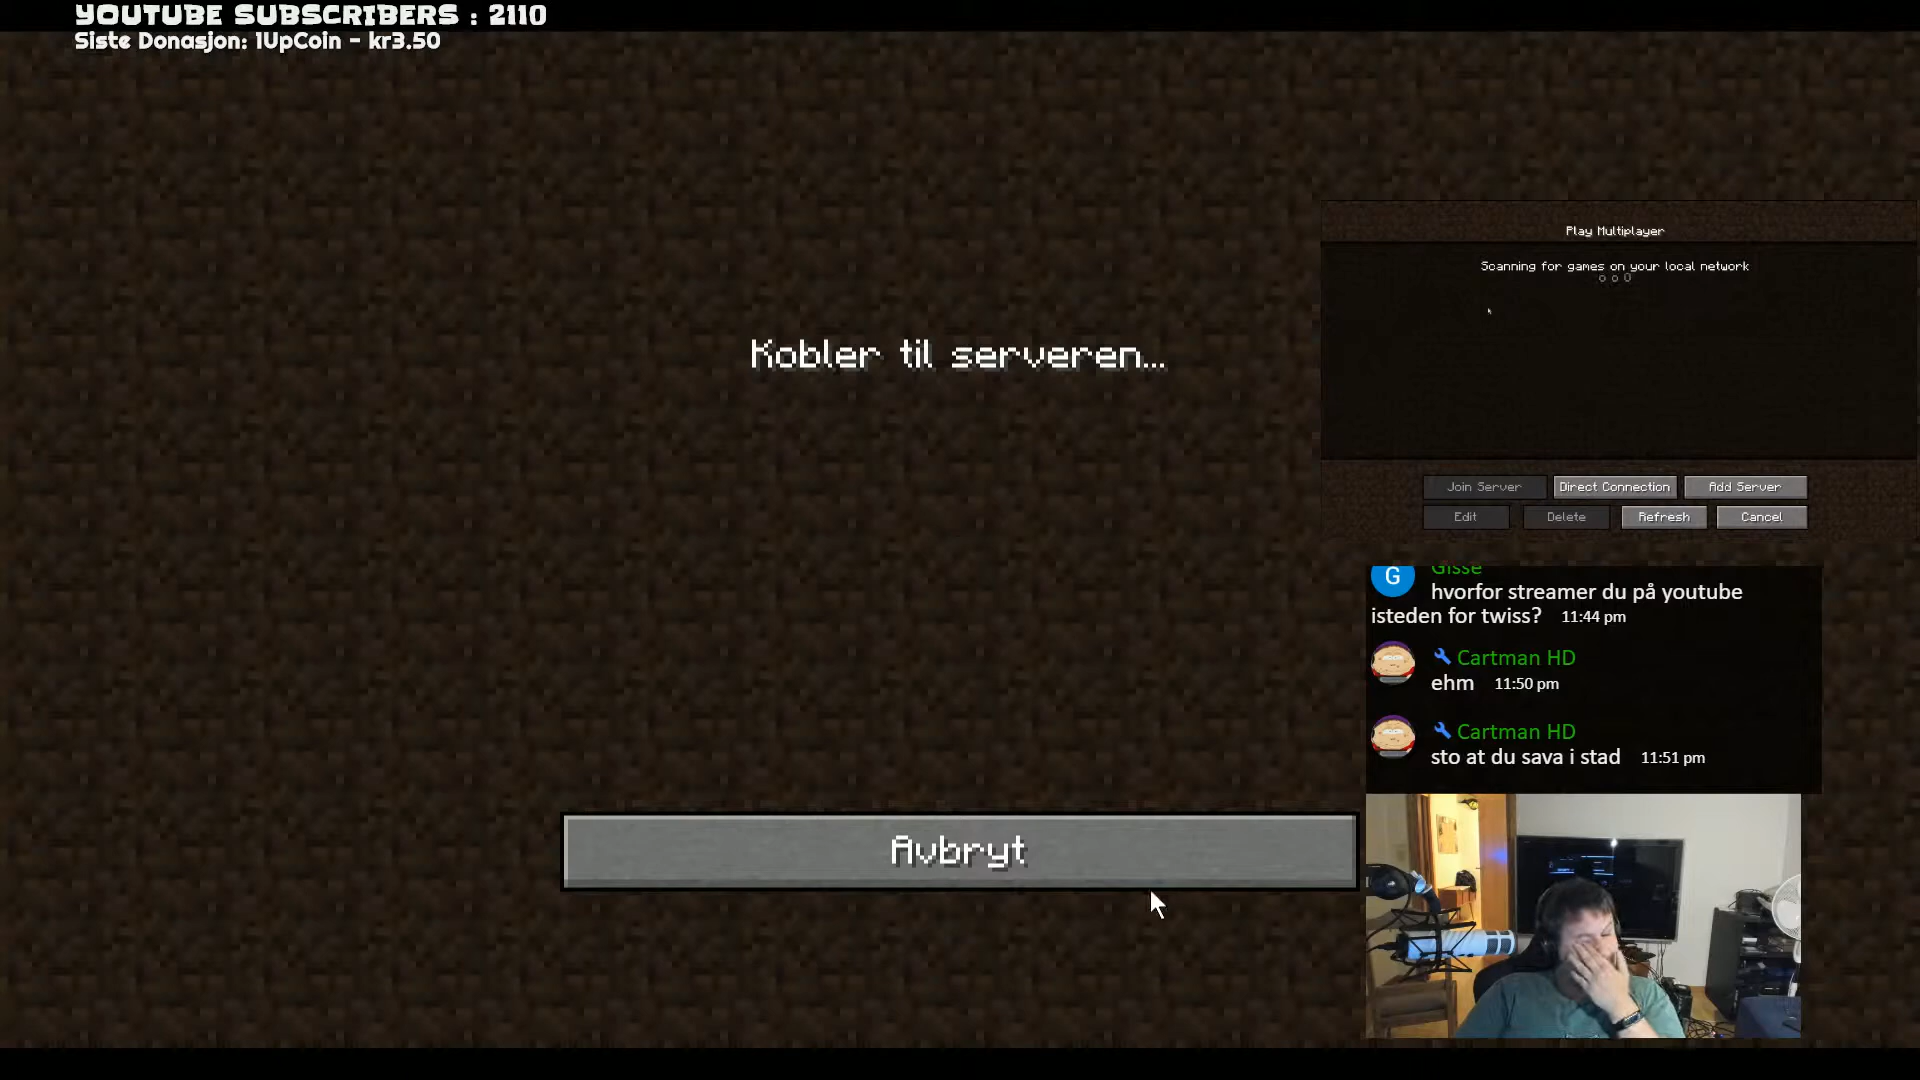 YOUTUBE SUBSCRIBERS : 2110
Siste Donasjon: 1UpCoin - kr3.50
Play Multiplayer
Scanning for games on your local network
o o O
Kobler til serveren...
Join Server
Direct Connection
Add Server
Edit
Delete
Refresh
Cancel
G
Gisse
hvorfor streamer du på youtube
isteden for twiss? 11:44 pm
Cartman HD
ehm 11:50 pm
Cartman HD
sto at du sava i stad 11:51 pm
Avbryt